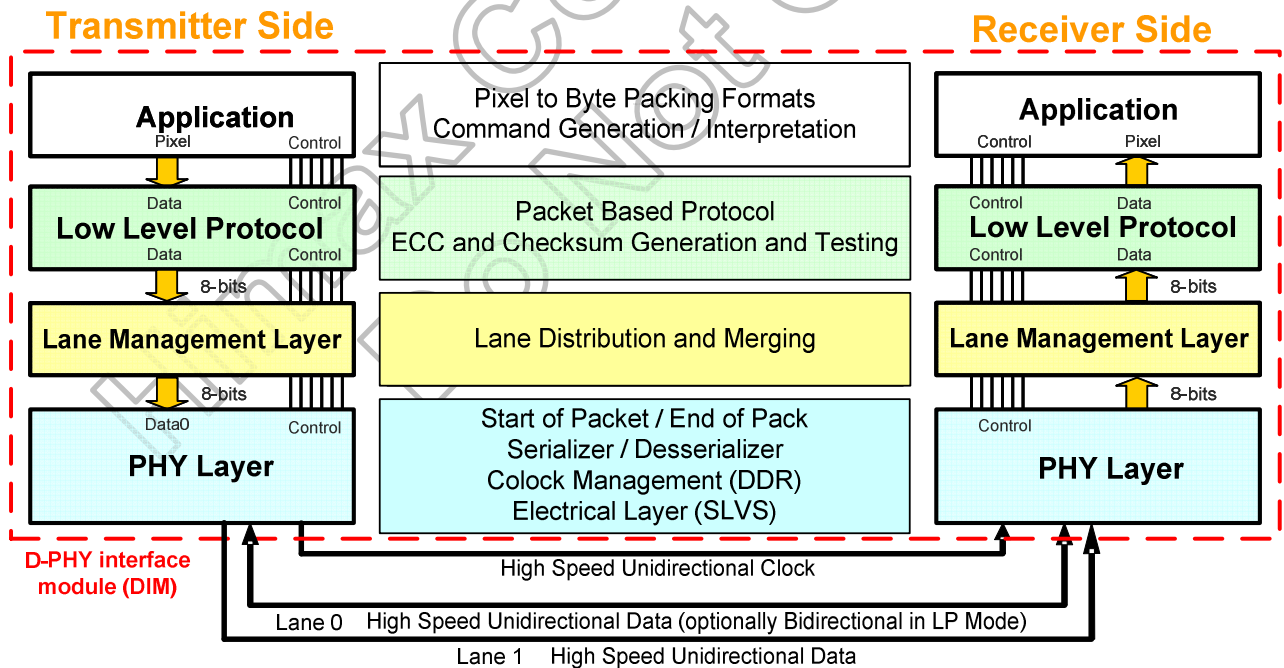 Transmitter Side
Receiver Side
Application
Pixel
Control
Data
Control
Low Level Protocol
Data
Control
8-bits
Lane Management Layer
8-bits
Data0
Control
PHY Layer
Pixel to Byte Packing Formats
Command Generation / Interpretation
Packet Based Protocol
ECC and Checksum Generation and Testing
Lane Distribution and Merging
Start of Packet / End of Pack
Serializer / Desserializer
Colock Management (DDR)
Electrical Layer (SLVS)
Application
Control
Pixel
Control
Data
Low Level Protocol
Control
Data
8-bits
Lane Management Layer
8-bits
Control
PHY Layer
D-PHY interface
module (DIM)
High Speed Unidirectional Clock
Lane 0 High Speed Unidirectional Data (optionally Bidirectional in LP Mode)
Lane 1 High Speed Unidirectional Data
Himax
Do Not